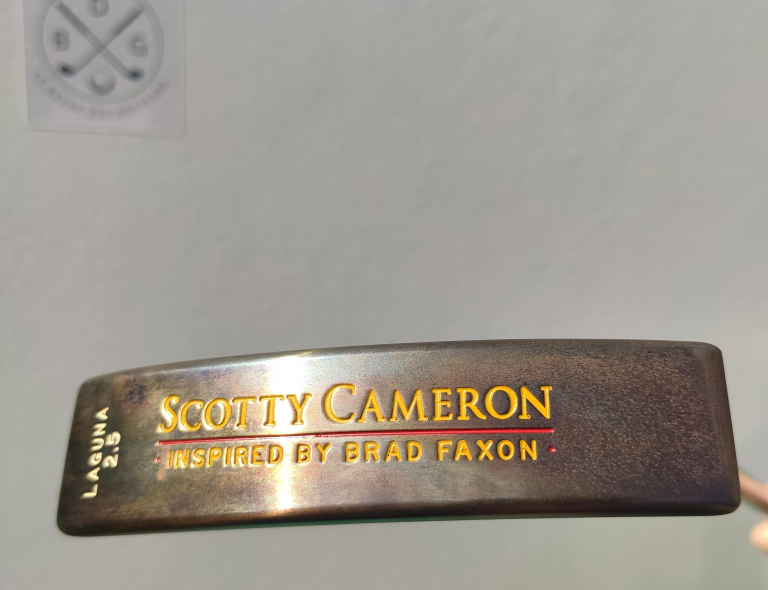 B D G
SCOTTY CAMERON
INSPIRED BY BRAD FAXON
LAGUNA
2.5